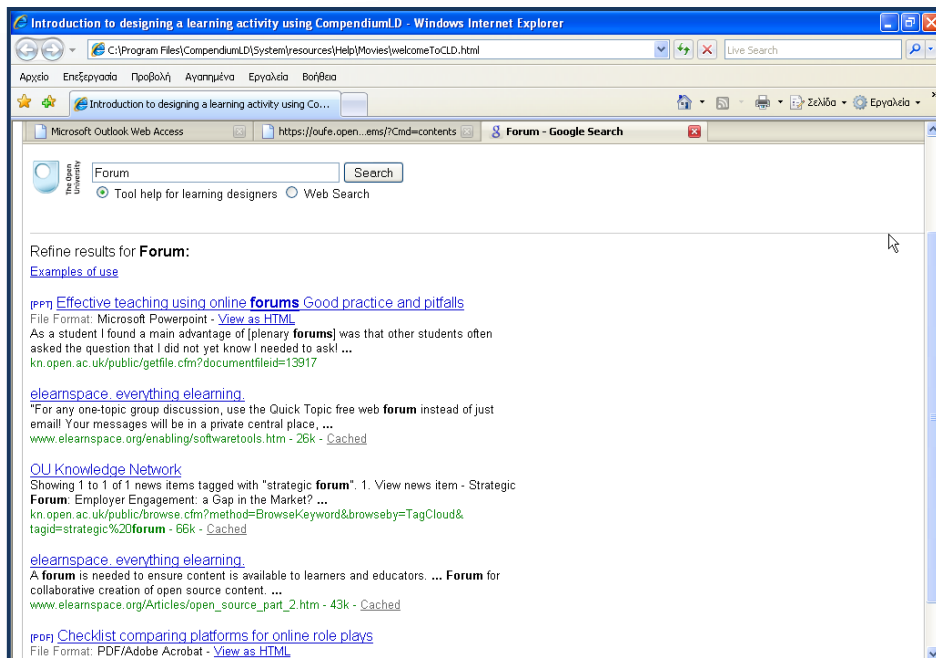 Introduction to designing a learning activity using CompendiumLD - Windows Internet Explorer
C:\Program Files\CompendiumLD\System\resources\Help\Movies\welcomeToCLD.html
Live Search
Αρχείο Επεξεργασία Προβολή Αγαπημένα Εργαλεία Βοήθεια
Introduction to designing a learning activity using Co...
Σελίδα
Εργαλεία
Microsoft Outlook Web Access
https://oufe.open...ems/?Cmd=contents
Forum - Google Search
The Open University
Forum
Search
Tool help for learning designers
Web Search
Refine results for Forum:
Examples of use
[PPT] Effective teaching using online forums Good practice and pitfalls
File Format: Microsoft Powerpoint - View as HTML
As a student I found a main advantage of [plenary forums] was that other students often
asked the question that I did not yet know I needed to ask! ...
kn.open.ac.uk/public/getfile.cfm?documentfileid=13917
elearnspace. everything elearning.
"For any one-topic group discussion, use the Quick Topic free web forum instead of just
email! Your messages will be in a private central place, ...
www.elearnspace.org/enabling/softwaretools.htm - 26k - Cached
OU Knowledge Network
Showing 1 to 1 of 1 news items tagged with "strategic forum". 1. View news item - Strategic
Forum: Employer Engagement: a Gap in the Market? ...
kn.open.ac.uk/public/browse.cfm?method=BrowseKeyword&browseby=TagCloud&
tagid=strategic%20forum - 66k - Cached
elearnspace. everything elearning.
A forum is needed to ensure content is available to learners and educators. ... Forum for
collaborative creation of open source content. ...
www.elearnspace.org/Articles/open_source_part_2.htm - 43k - Cached
[PDF] Checklist comparing platforms for online role plays
File Format: PDF/Adobe Acrobat - View as HTML